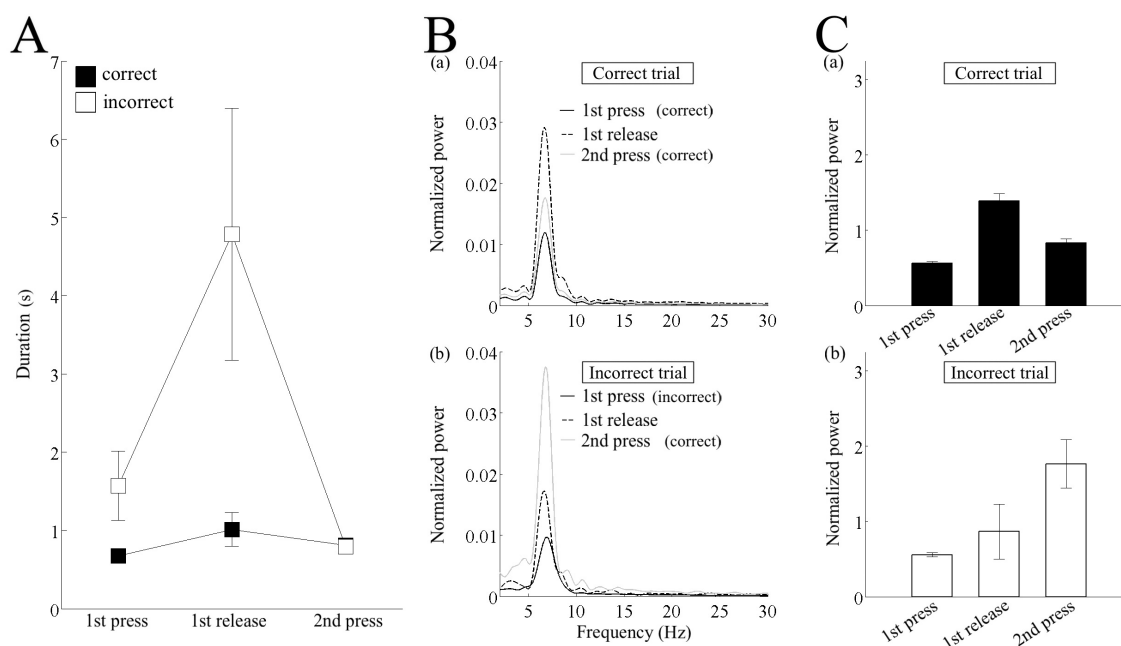 A
7
6
5
4
3
2
1
0
Duration (s)
correct
incorrect
1st press
1st release
2nd press
B
(a)
Correct trial
0.04
0.03
0.02
0.01
0
Normalized power
1st press (correct)
1st release
2nd press (correct)
5 10 15 20 25 30
(b)
Incorrect trial
0.04
0.03
0.02
0.01
0
Normalized power
1st press (incorrect)
1st release
2nd press (correct)
5 10 15 20 25 30
Frequency (Hz)
C
(a)
Correct trial
3
2
1
0
Normalized power
1st press
1st release
2nd press
(b)
Incorrect trial
3
2
1
0
Normalized power
1st press
1st release
2nd press